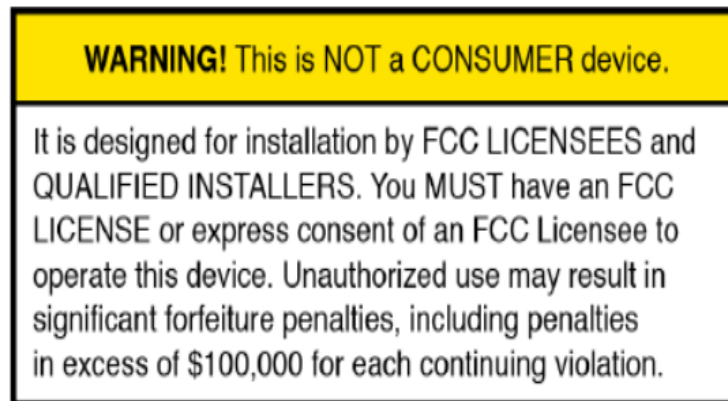 WARNING! This is NOT a CONSUMER device.
It is designed for installation by FCC LICENSEES and
QUALIFIED INSTALLERS. You MUST have an FCC
LICENSE or express consent of an FCC Licensee to
operate this device. Unauthorized use may result in
significant forfeiture penalties, including penalties
in excess of $100,000 for each continuing violation.